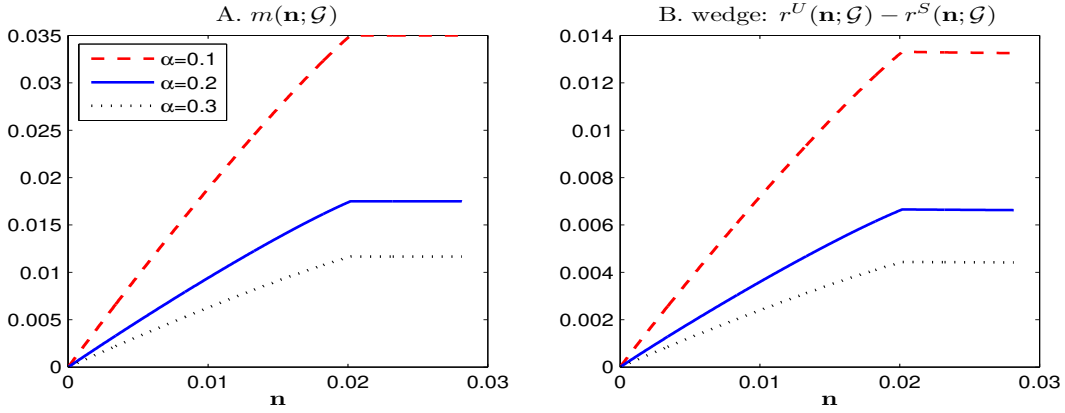 A. m(n; G)
0.035
0.03
0.025
0.02
0.015
0.01
0.005
0
α=0.1
α=0.2
α=0.3
0 0.01 0.02 0.03
n
B. wedge: r^U(n; G) − r^S(n; G)
0.014
0.012
0.01
0.008
0.006
0.004
0.002
0
0 0.01 0.02 0.03
n